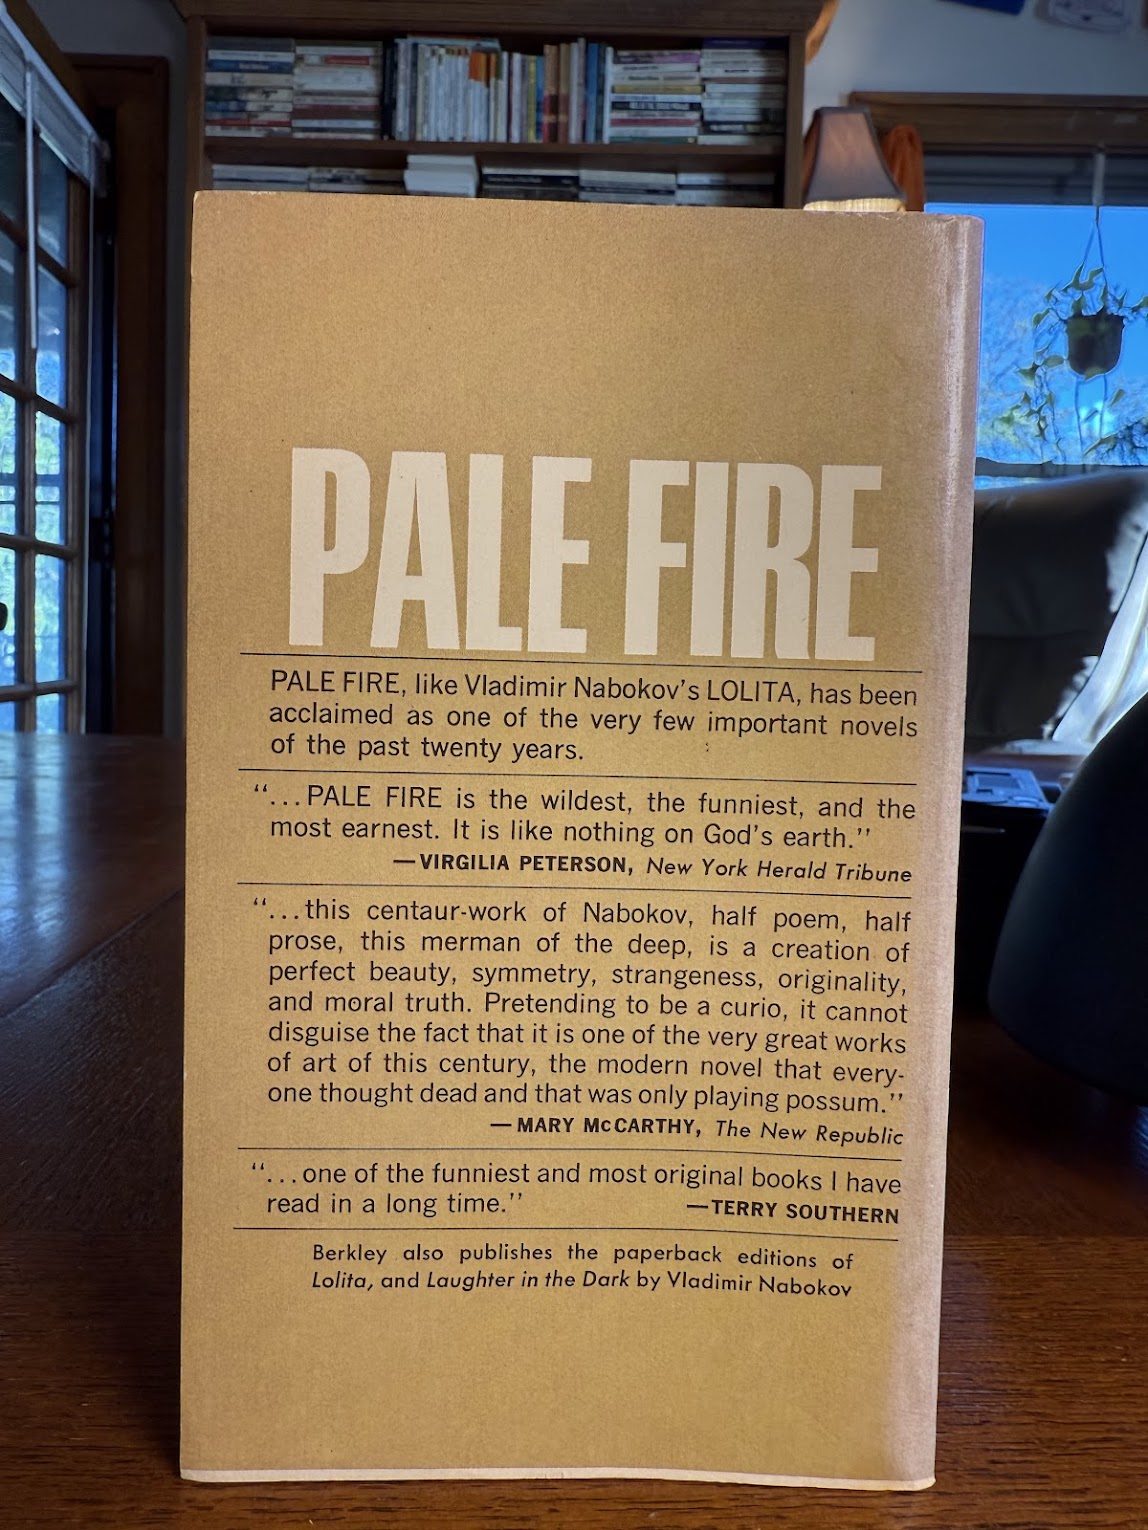 PALE FIRE
PALE FIRE, like Vladimir Nabokov's LOLITA, has been
acclaimed as one of the very few important novels
of the past twenty years.
“...PALE FIRE is the wildest, the funniest, and the
most earnest. It is like nothing on God's earth.”
—VIRGILIA PETERSON, New York Herald Tribune
“...this centaur-work of Nabokov, half poem, half
prose, this merman of the deep, is a creation of
perfect beauty, symmetry, strangeness, originality,
and moral truth. Pretending to be a curio, it cannot
disguise the fact that it is one of the very great works
of art of this century, the modern novel that every-
one thought dead and that was only playing possum.”
—MARY McCARTHY, The New Republic
“...one of the funniest and most original books I have
read in a long time.” —TERRY SOUTHERN
Berkley also publishes the paperback editions of
Lolita, and Laughter in the Dark by Vladimir Nabokov